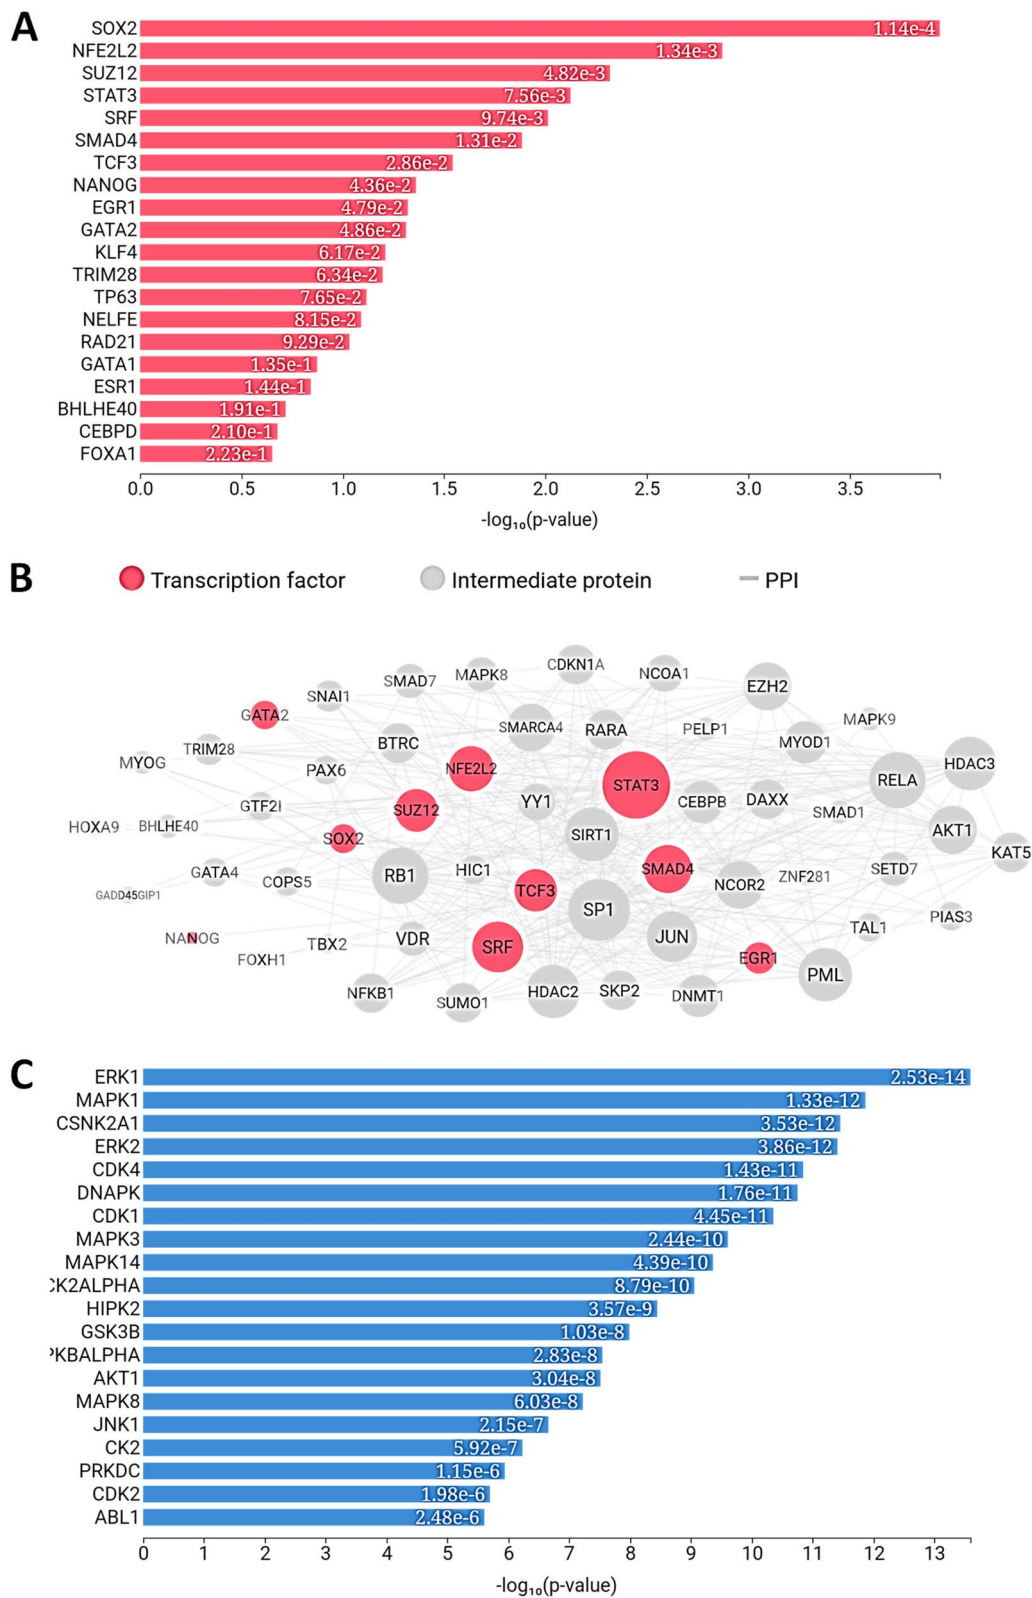 A
SOX2 1.14e-4
NFE2L2 1.34e-3
SUZ12 4.82e-3
STAT3 7.56e-3
SRF 9.74e-3
SMAD4 1.31e-2
TCF3 2.86e-2
NANOG 4.36e-2
EGR1 4.79e-2
GATA2 4.86e-2
KLF4 6.17e-2
TRIM28 6.34e-2
TP63 7.65e-2
NELFE 8.15e-2
RAD21 9.29e-2
GATA1 1.35e-1
ESR1 1.44e-1
BHLHE40 1.91e-1
CEBPD 2.10e-1
FOXA1 2.23e-1
0.0 0.5 1.0 1.5 2.0 2.5 3.0 3.5
-log₁₀(p-value)
B
Transcription factor Intermediate protein PPI
CDKN1A
SMAD7 MAPK8 NCOA1
SNAI1 EZH2
GATA2 SMARCA4 RARA PELP1 MAPK9
TRIM28 BTRC MYOD1
MYOG PAX6 NFE2L2 HDAC3
STAT3 RELA
GTF2I SUZ12 YY1 CEBPB DAXX SMAD1
HOXA9 BHLHE40 SOX2 SIRT1 AKT1
KAT5
GATA4 COPS5 RB1 HIC1 SMAD4 NCOR2 ZNF281 SETD7
GADD45GIP1 TCF3
SP1 PIAS3
NANOG TBX2 VDR SRF JUN TAL1
FOXH1 EGR1
PML
NFKB1 SUMO1 HDAC2 SKP2 DNMT1
C
ERK1 2.53e-14
MAPK1 1.33e-12
CSNK2A1 3.53e-12
ERK2 3.86e-12
CDK4 1.43e-11
DNAPK 1.76e-11
CDK1 4.45e-11
MAPK3 2.44e-10
MAPK14 4.39e-10
CK2ALPHA 8.79e-10
HIPK2 3.57e-9
GSK3B 1.03e-8
PKBALPHA 2.83e-8
AKT1 3.04e-8
MAPK8 6.03e-8
JNK1 2.15e-7
CK2 5.92e-7
PRKDC 1.15e-6
CDK2 1.98e-6
ABL1 2.48e-6
0 1 2 3 4 5 6 7 8 9 10 11 12 13
-log₁₀(p-value)